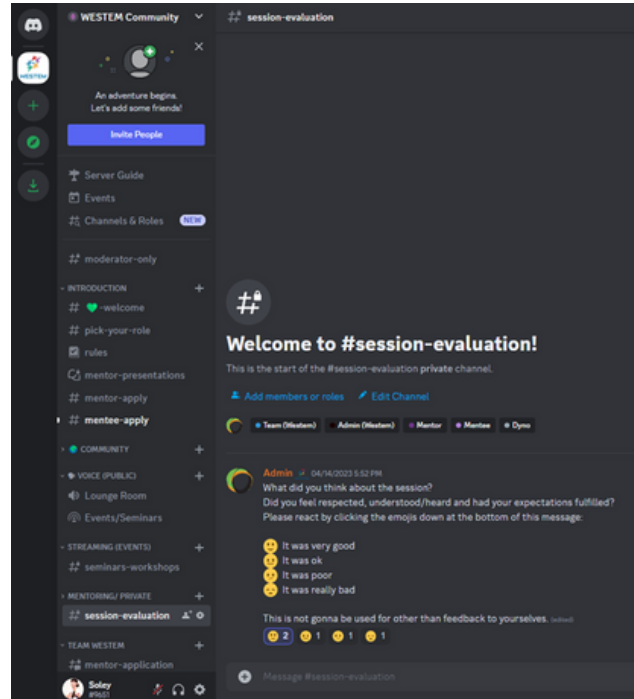 WESTEM Community
session-evaluation
WESTEM
An adventure begins.
Let's add some friends!
Invite People
Server Guide
Events
Channels & Roles NEW
moderator-only
INTRODUCTION
-welcome
pick-your-role
rules
mentor-presentations
mentor-apply
mentee-apply
COMMUNITY
VOICE (PUBLIC)
Lounge Room
Events/Seminars
STREAMING (EVENTS)
seminars-workshops
MENTORING/ PRIVATE
session-evaluation
TEAM WESTEM
mentor-application
Soley
#9651
Welcome to #session-evaluation!
This is the start of the #session-evaluation private channel.
Add members or roles Edit Channel
Team (Westem) Admin (Westem) Mentor Mentee Dyno
Admin 04/14/2023 5:52 PM
What did you think about the session?
Did you feel respected, understood/heard and had your expectations fulfilled?
Please react by clicking the emojis down at the bottom of this message:
It was very good
It was ok
It was poor
It was really bad
This is not gonna be used for other than feedback to yourselves. (edited)
2 1 1 1
Message #session-evaluation